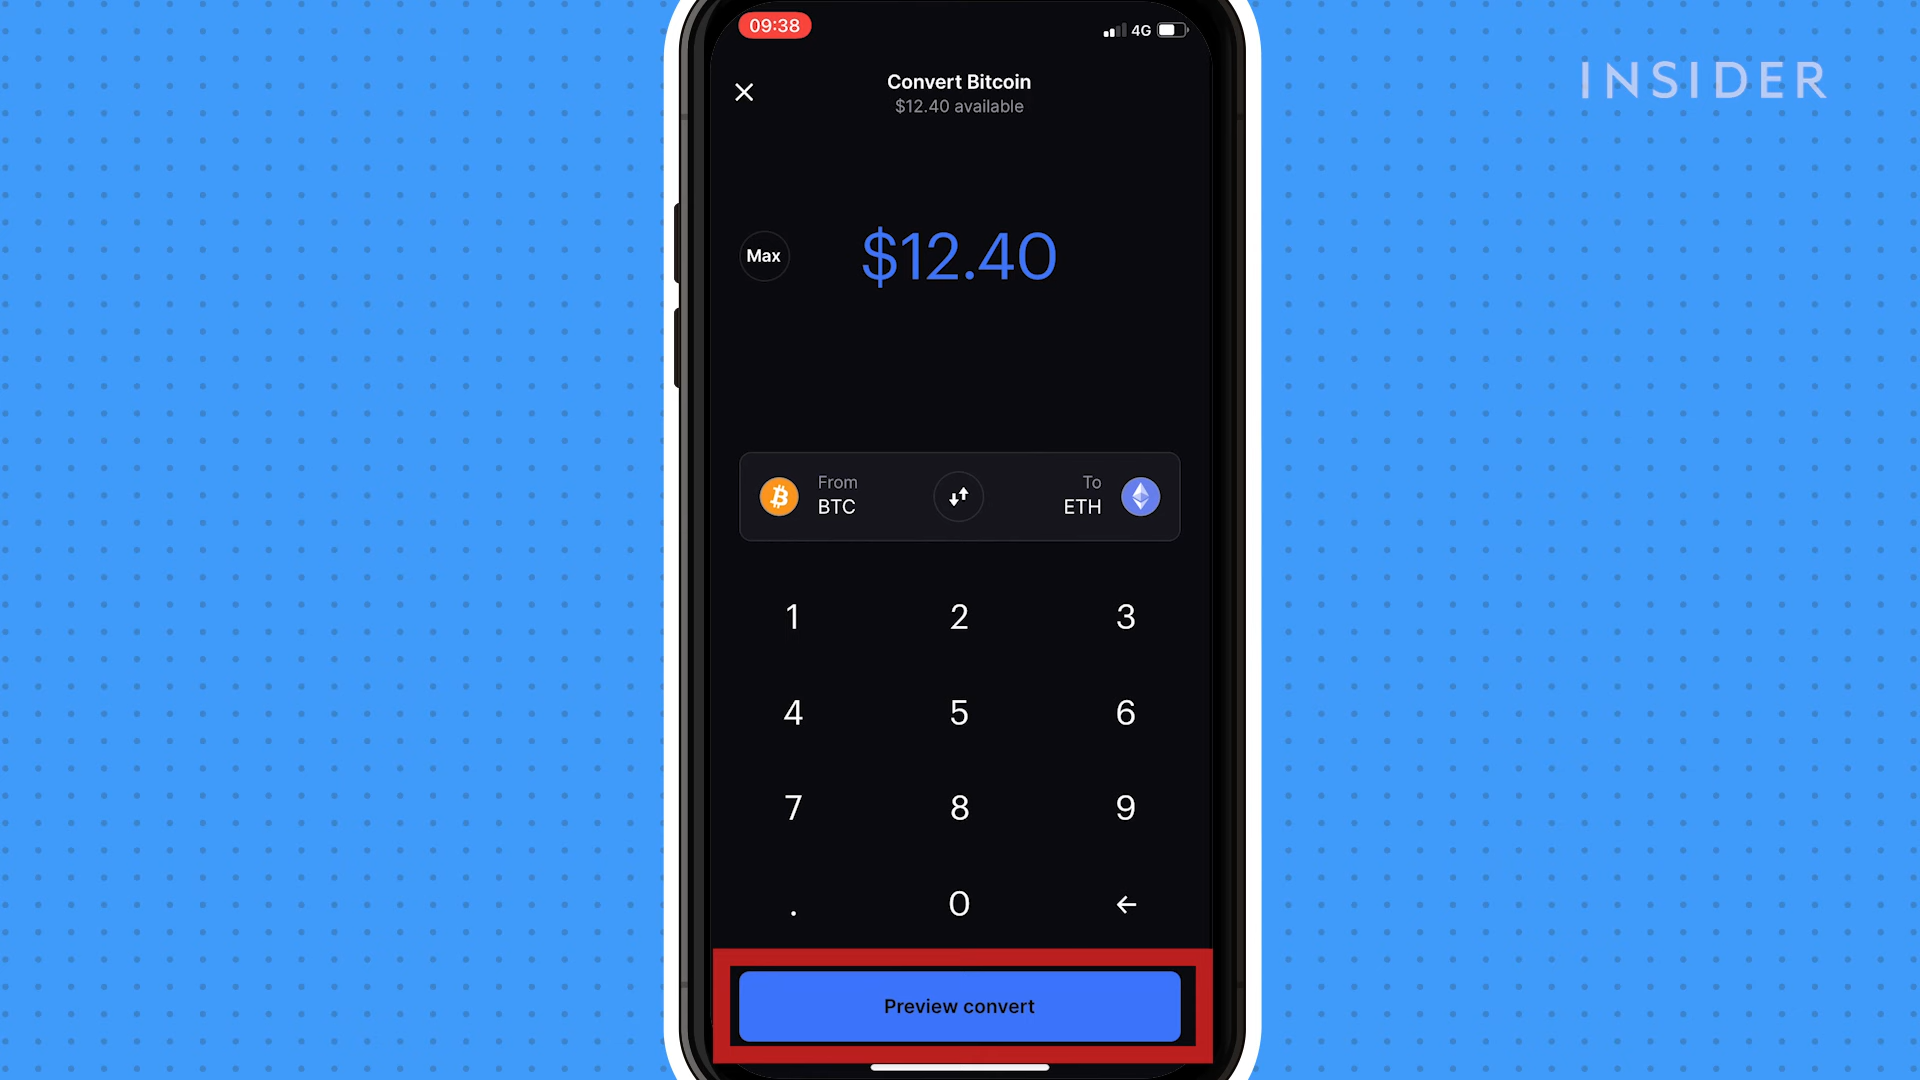 09:38
4G
INSIDER
Convert Bitcoin
$12.40 available
Max
$12.40
From
BTC
To
ETH
1 2 3
4 5 6
7 8 9
. 0
Preview convert